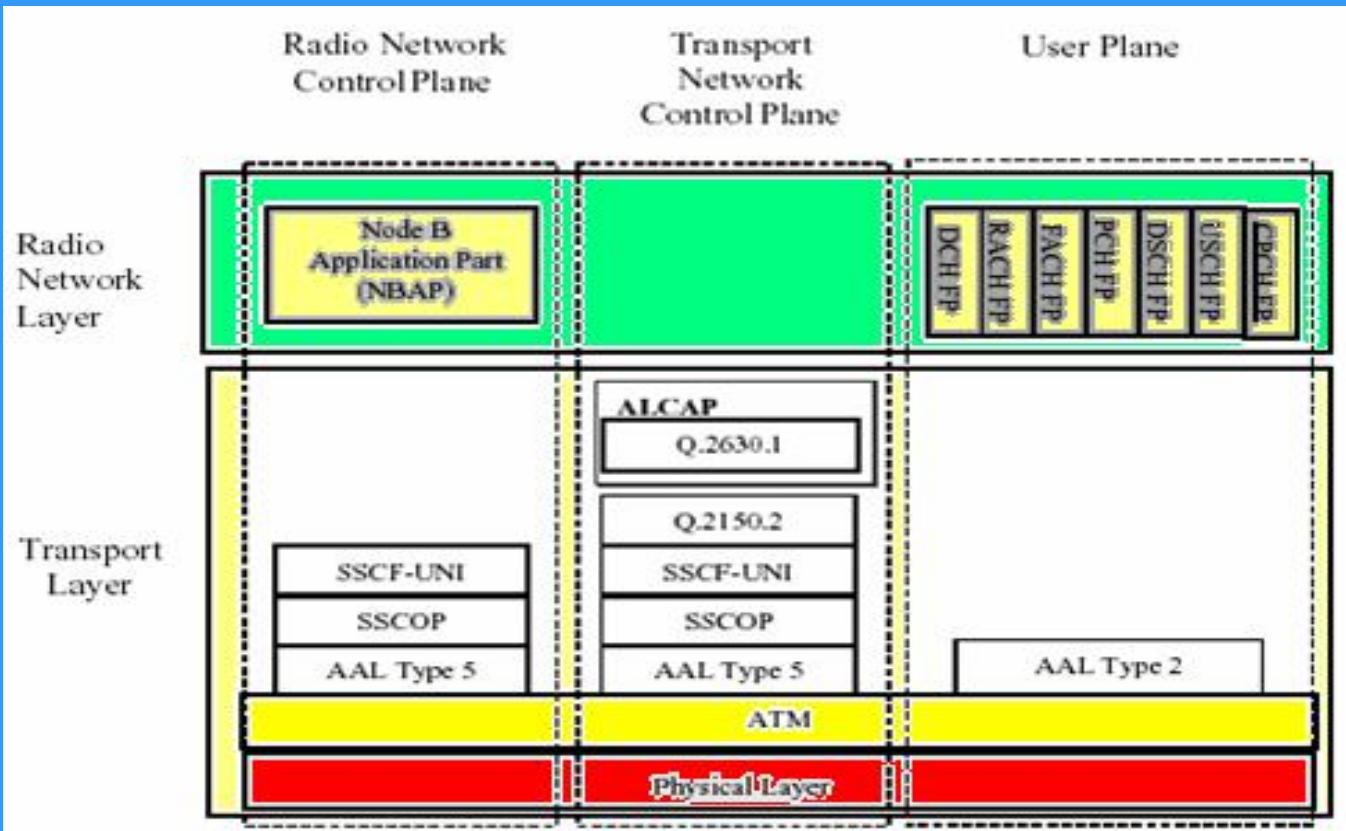 Radio Network
Control Plane
Transport
Network
Control Plane
User Plane
Radio
Network
Layer
Node B
Application Part
(NBAP)
DCH FP
RACH FP
FACH FP
PCH FP
DSCH FP
USCH FP
CPCH FP
Transport
Layer
ALCAP
Q.2630.1
Q.2150.2
SSCF-UNI
SSCOP
AAL Type 5
SSCF-UNI
SSCOP
AAL Type 5
AAL Type 2
ATM
Physical Layer